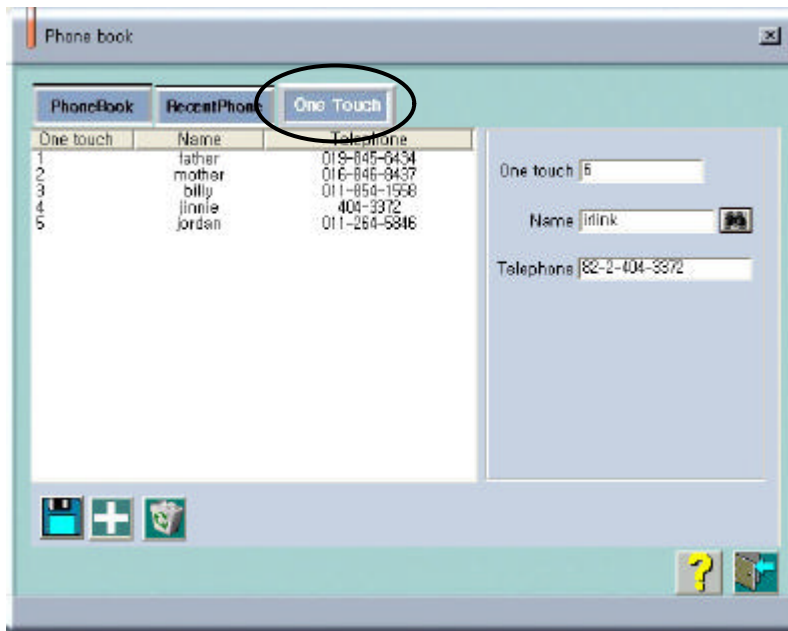 Phone book
PhoneBook RecentPhone One Touch
One touch Name Telephone
1 father 019-845-8434
2 mother 016-846-8437
3 billy 011-854-1558
4 jinnie 404-3372
5 jordan 011-264-5846
One touch 6
Name irlink
Telephone 82-2-404-3372